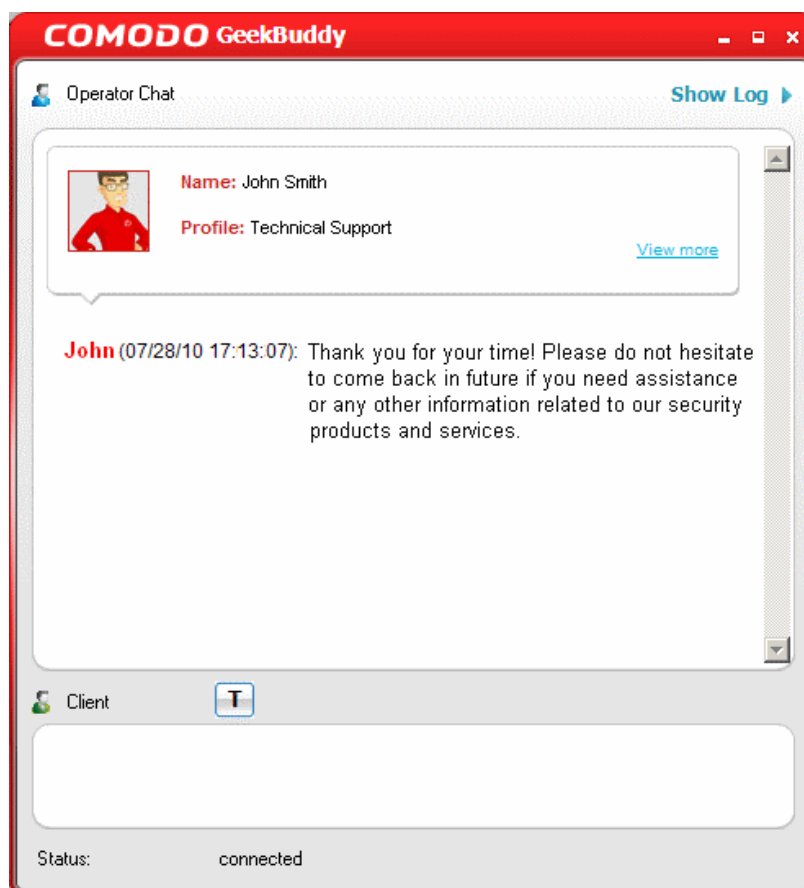 COMODO GeekBuddy
Operator Chat
Show Log
Name: John Smith
Profile: Technical Support
View more
John (07/28/10 17:13:07): Thank you for your time! Please do not hesitate
to come back in future if you need assistance
or any other information related to our security
products and services.
Client
T
Status: connected